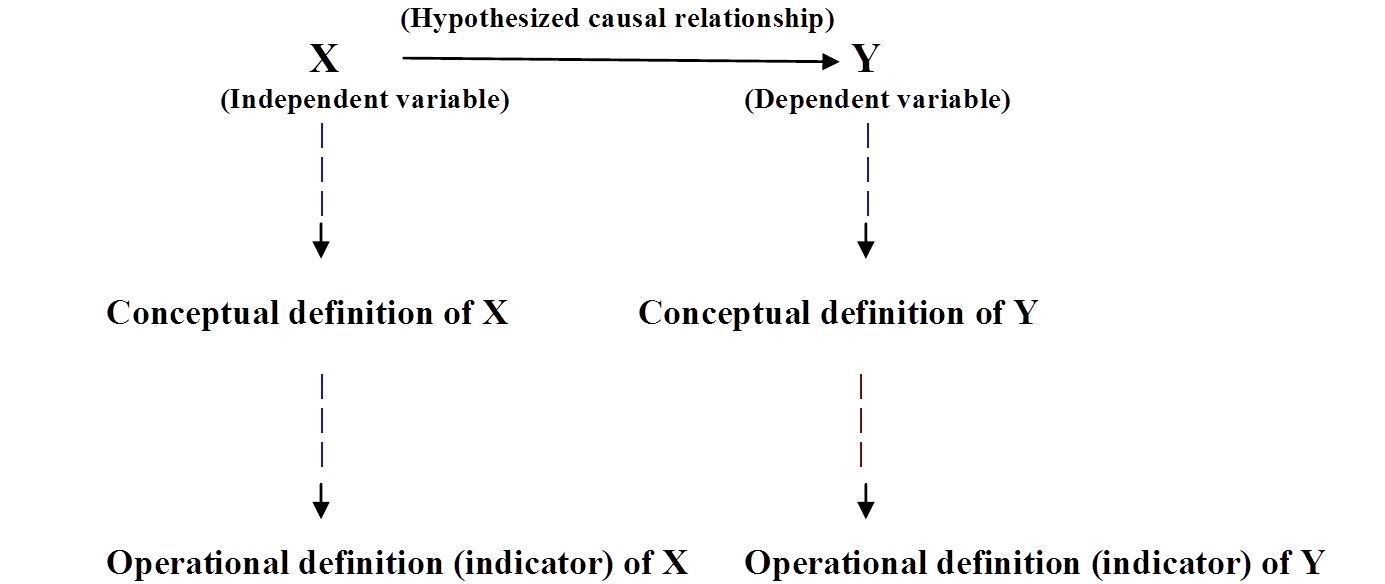 (Hypothesized causal relationship)
X Y
(Independent variable) (Dependent variable)
Conceptual definition of X Conceptual definition of Y
Operational definition (indicator) of X Operational definition (indicator) of Y